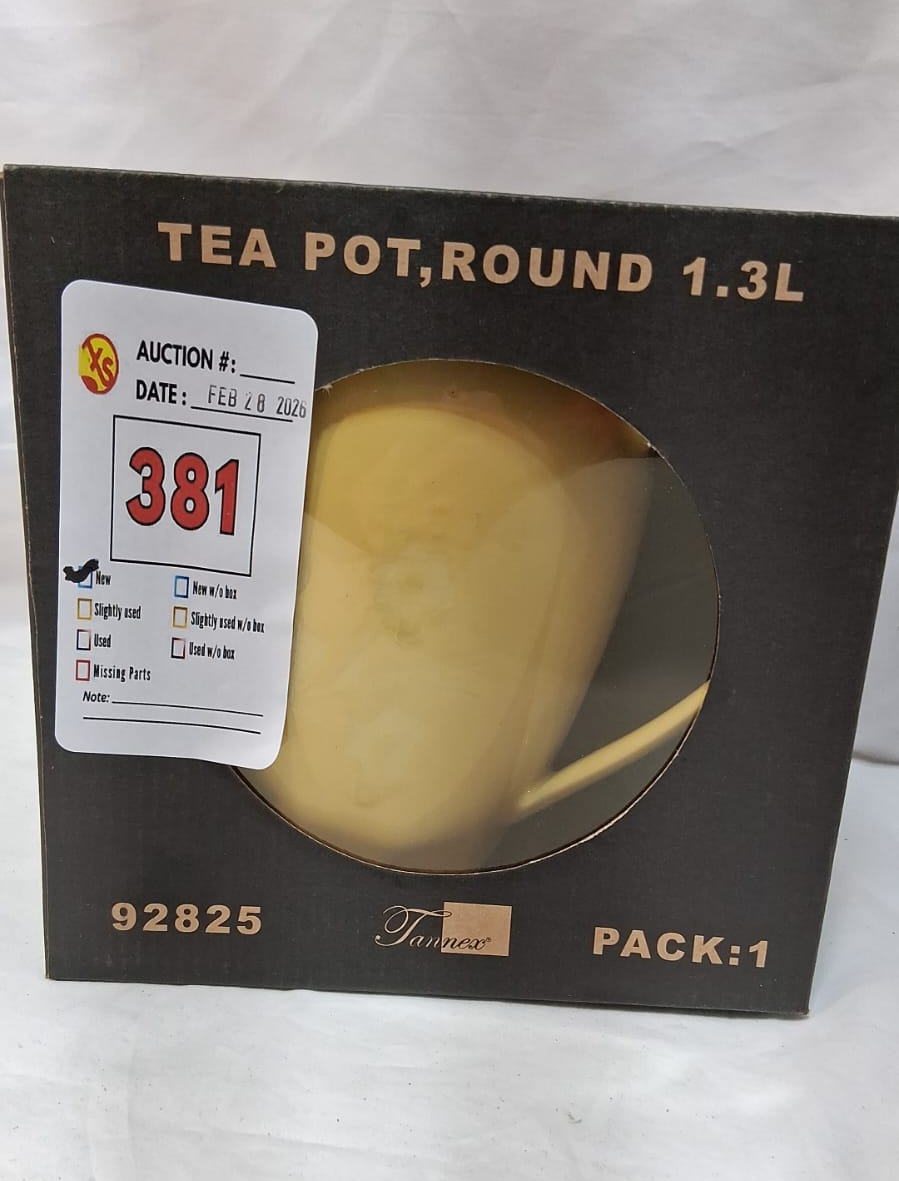 TEA POT,ROUND 1.3L
XS
AUCTION #:
DATE: FEB 28 2026
381
New
New w/o box
Slightly used
Slightly used w/o box
Used
Used w/o box
Missing Parts
Note:
92825
Tannex®
PACK:1